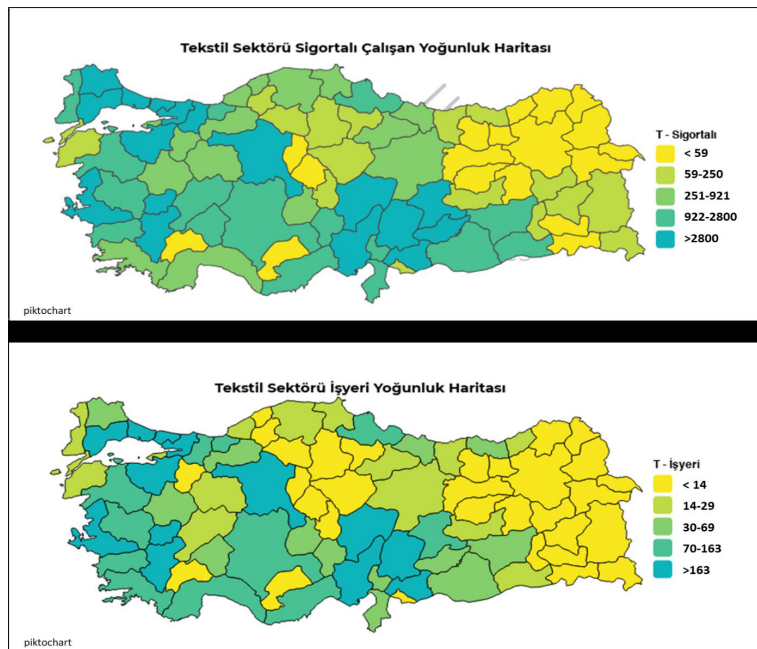 Tekstil Sektörü Sigortalı Çalışan Yoğunluk Haritası
T - Sigortalı
< 59
59-250
251-921
922-2800
>2800
piktochart
Tekstil Sektörü İşyeri Yoğunluk Haritası
T - İşyeri
< 14
14-29
30-69
70-163
>163
piktochart